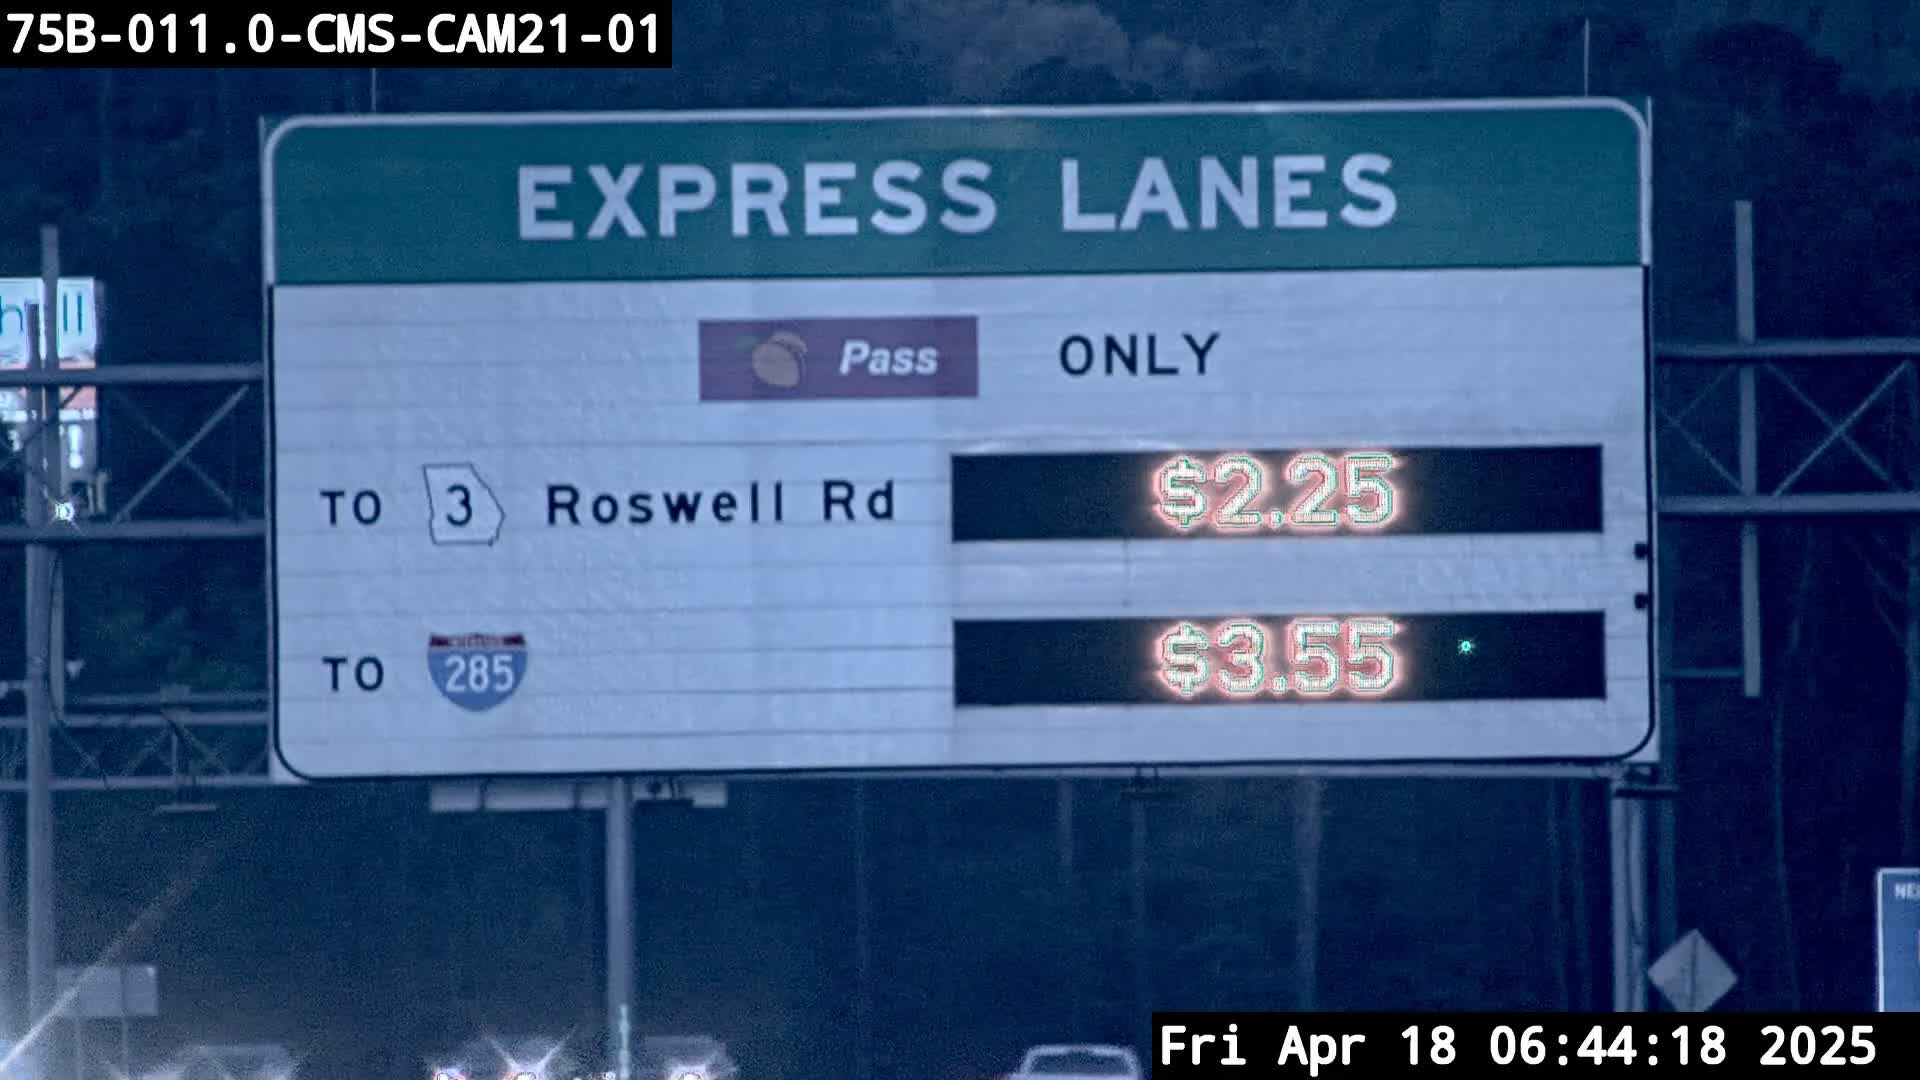 75B-011.0-CMS-CAM21-01
EXPRESS LANES
Pass ONLY
TO 3 Roswell Rd $2.25
TO 285 $3.55
Fri Apr 18 06:44:18 2025